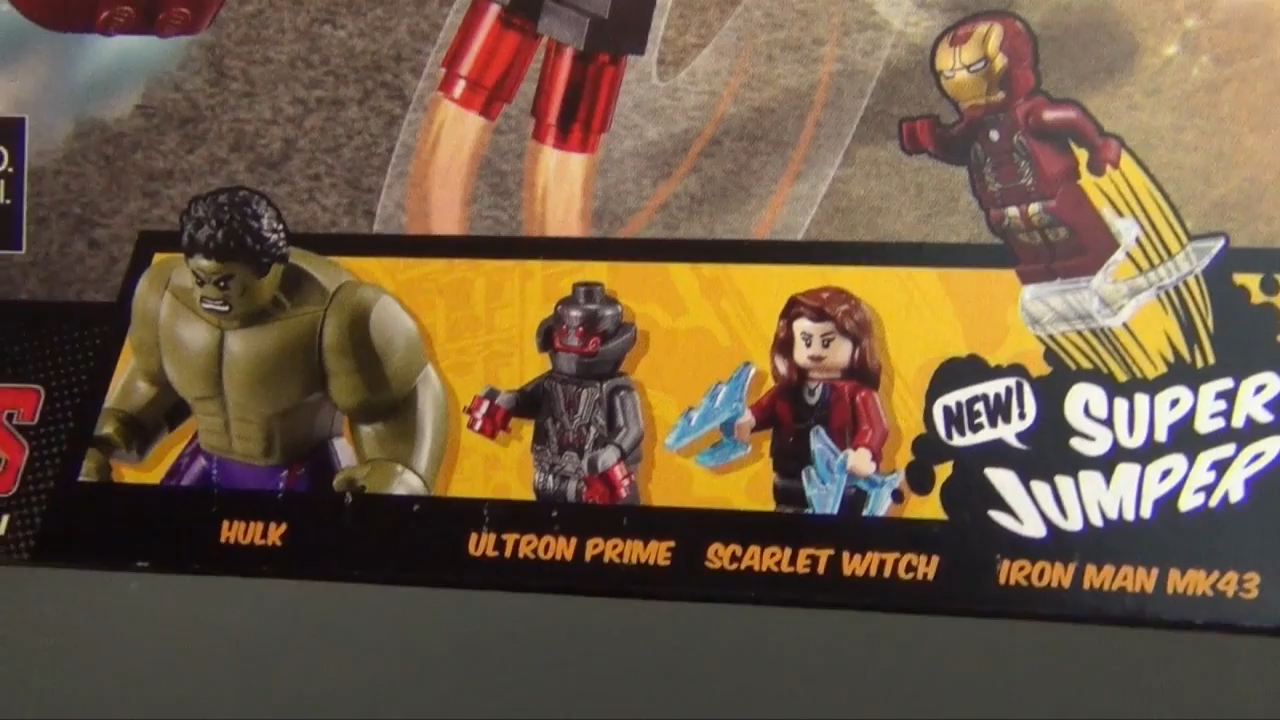 NEW!
SUPER
JUMPER
HULK
ULTRON PRIME
SCARLET WITCH
IRON MAN MK43